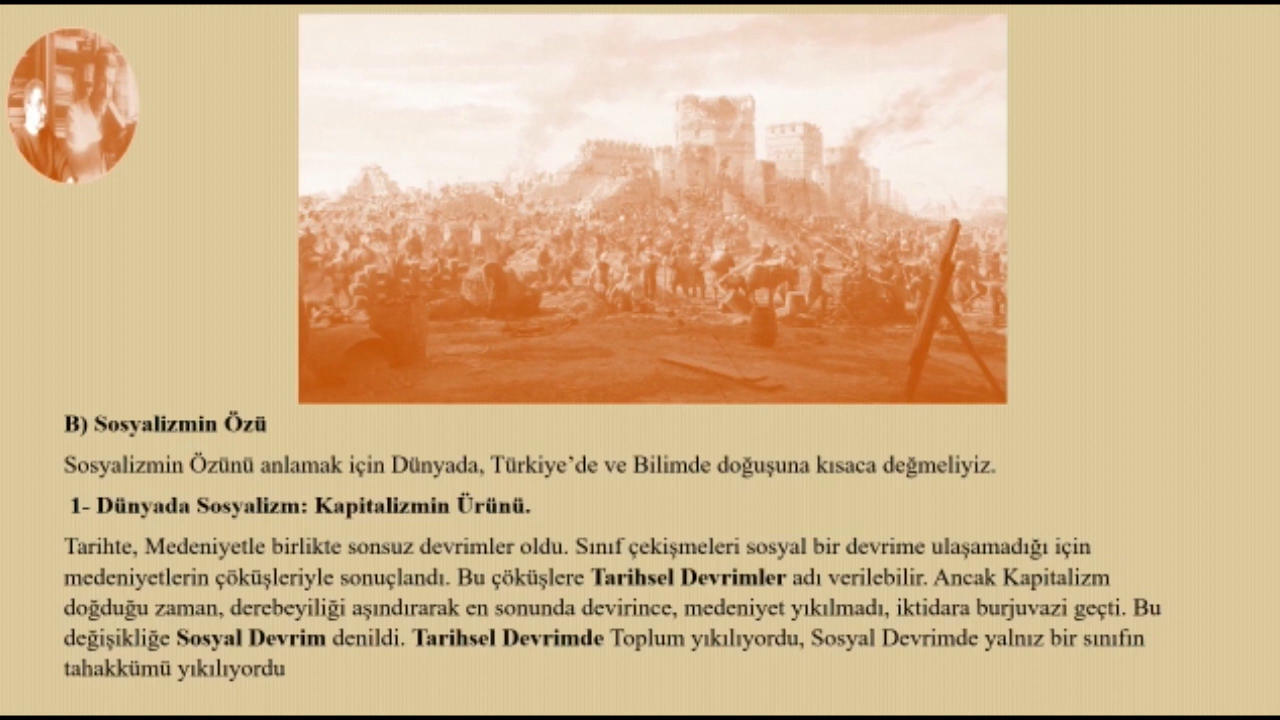 B) Sosyalizmin Özü
Sosyalizmin Özünü anlamak için Dünyada, Türkiye’de ve Bilimde doğuşuna kısaca değmeliyiz.
1- Dünyada Sosyalizm: Kapitalizmin Ürünü.
Tarihte, Medeniyetle birlikte sonsuz devrimler oldu. Sınıf çekişmeleri sosyal bir devrime ulaşamadığı için
medeniyetlerin çöküşleriyle sonuçlandı. Bu çöküşlere Tarihsel Devrimler adı verilebilir. Ancak Kapitalizm
doğduğu zaman, derebeyiliği aşındırarak en sonunda devirince, medeniyet yıkılmadı, iktidara burjuvazi geçti. Bu
değişikliğe Sosyal Devrim denildi. Tarihsel Devrimde Toplum yıkılıyordu, Sosyal Devrimde yalnız bir sınıfın
tahakkümü yıkılıyordu